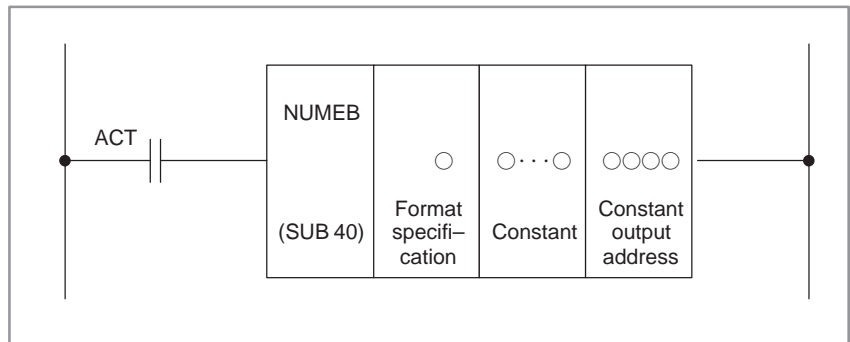 ACT
NUMEB
(SUB 40)
○
Format
specifi–
cation
○···○
Constant
○○○○
Constant
output
address